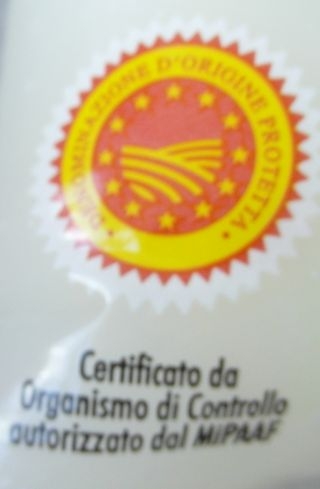 DENOMINAZIONE D'ORIGINE PROTETTA
Certificato da
Organismo di Controllo
autorizzato dal MiPAAF